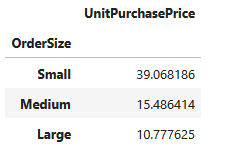 UnitPurchasePrice
OrderSize
Small 39.068186
Medium 15.486414
Large 10.777625